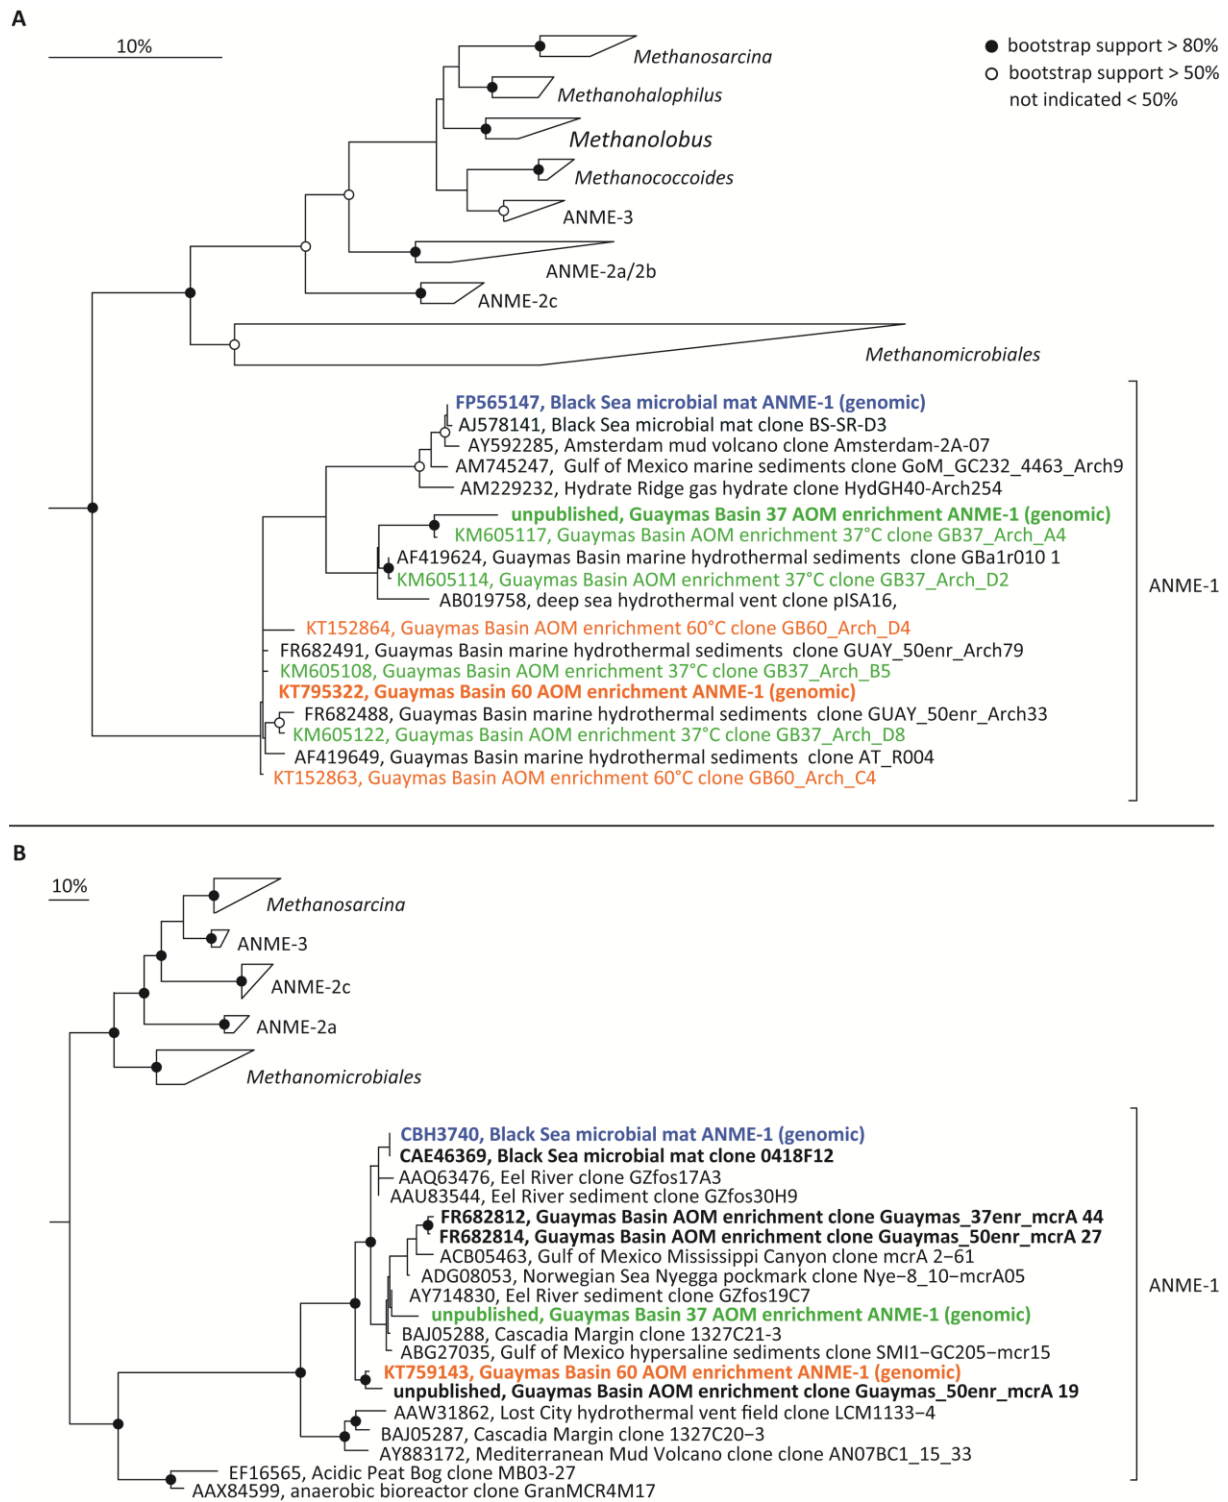 A
10%
bootstrap support > 80%
bootstrap support > 50%
not indicated < 50%
Methanosarcina
Methanohalophilus
Methanolobus
Methanococcoides
ANME-3
ANME-2a/2b
ANME-2c
Methanomicrobiales
FP565147, Black Sea microbial mat ANME-1 (genomic)
AJ578141, Black Sea microbial mat clone BS-SR-D3
AY592285, Amsterdam mud volcano clone Amsterdam-2A-07
AM745247, Gulf of Mexico marine sediments clone GoM_GC232_4463_Arch9
AM229232, Hydrate Ridge gas hydrate clone HydGH40-Arch254
unpublished, Guaymas Basin 37 AOM enrichment ANME-1 (genomic)
KM605117, Guaymas Basin AOM enrichment 37°C clone GB37_Arch_A4
AF419624, Guaymas Basin marine hydrothermal sediments clone GBa1r010 1
KM605114, Guaymas Basin AOM enrichment 37°C clone GB37_Arch_D2
AB019758, deep sea hydrothermal vent clone pISA16,
ANME-1
KT152864, Guaymas Basin AOM enrichment 60°C clone GB60_Arch_D4
FR682491, Guaymas Basin marine hydrothermal sediments clone GUAY_50enr_Arch79
KM605108, Guaymas Basin AOM enrichment 37°C clone GB37_Arch_B5
KT795322, Guaymas Basin 60 AOM enrichment ANME-1 (genomic)
FR682488, Guaymas Basin marine hydrothermal sediments clone GUAY_50enr_Arch33
KM605122, Guaymas Basin AOM enrichment 37°C clone GB37_Arch_D8
AF419649, Guaymas Basin marine hydrothermal sediments clone AT_R004
KT152863, Guaymas Basin AOM enrichment 60°C clone GB60_Arch_C4
B
10%
Methanosarcina
ANME-3
ANME-2c
ANME-2a
Methanomicrobiales
CBH3740, Black Sea microbial mat ANME-1 (genomic)
CAE46369, Black Sea microbial mat clone 0418F12
AAQ63476, Eel River clone GZfos17A3
AAU83544, Eel River sediment clone GZfos30H9
FR682812, Guaymas Basin AOM enrichment clone Guaymas_37enr_mcrA 44
FR682814, Guaymas Basin AOM enrichment clone Guaymas_50enr_mcrA 27
ACB05463, Gulf of Mexico Mississippi Canyon clone mcrA 2−61
ADG08053, Norwegian Sea Nyegga pockmark clone Nye−8_10−mcrA05
AY714830, Eel River sediment clone GZfos19C7
ANME-1
unpublished, Guaymas Basin 37 AOM enrichment ANME-1 (genomic)
BAJ05288, Cascadia Margin clone 1327C21-3
ABG27035, Gulf of Mexico hypersaline sediments clone SMI1−GC205−mcr15
KT759143, Guaymas Basin 60 AOM enrichment ANME-1 (genomic)
unpublished, Guaymas Basin AOM enrichment clone Guaymas_50enr_mcrA 19
AAW31862, Lost City hydrothermal vent field clone LCM1133−4
BAJ05287, Cascadia Margin clone 1327C20−3
AY883172, Mediterranean Mud Volcano clone clone AN07BC1_15_33
EF16565, Acidic Peat Bog clone MB03-27
AAX84599, anaerobic bioreactor clone GranMCR4M17